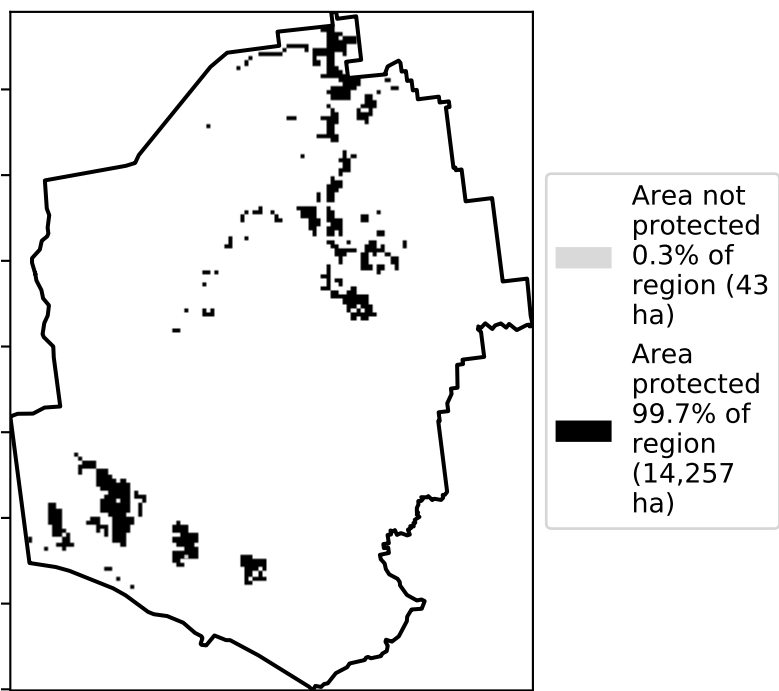 Area not
protected
0.3% of
region (43
ha)
Area
protected
99.7% of
region
(14,257
ha)